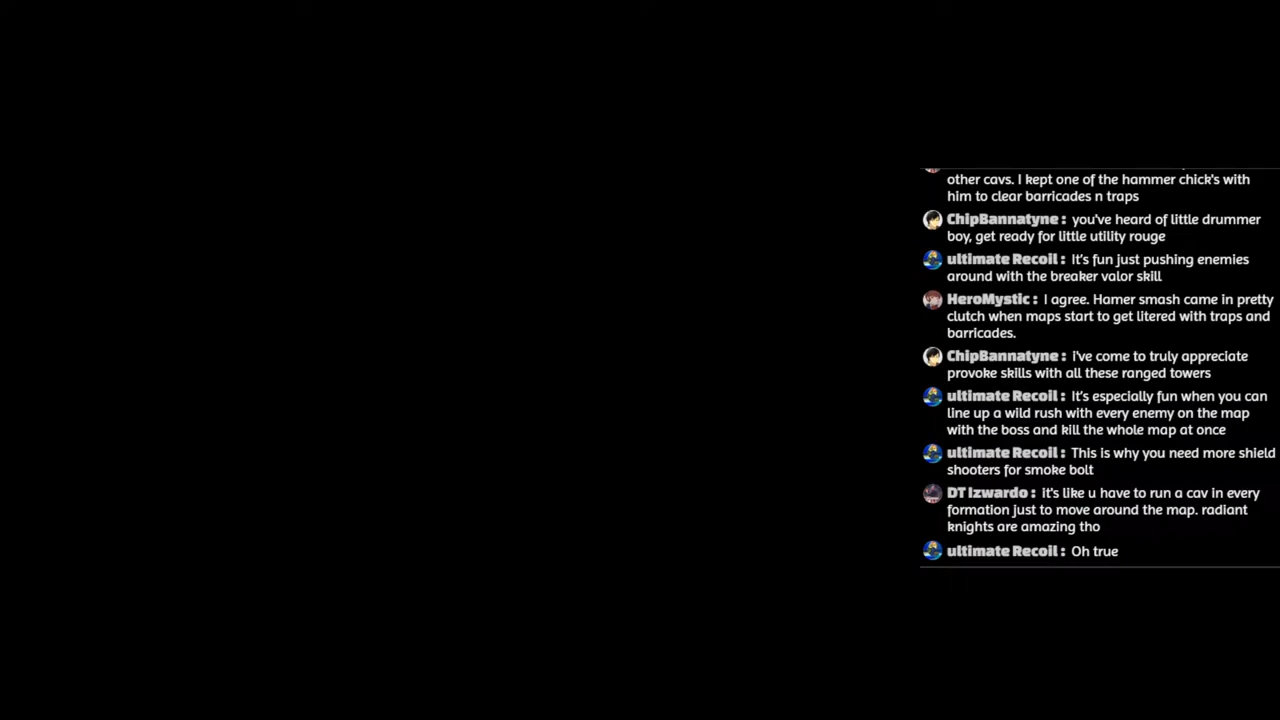 other cavs. I kept one of the hammer chick's with
him to clear barricades n traps
ChipBannatyne : you've heard of little drummer
boy, get ready for little utility rouge
ultimate Recoil : It's fun just pushing enemies
around with the breaker valor skill
HeroMystic : I agree. Hamer smash came in pretty
clutch when maps start to get litered with traps and
barricades.
ChipBannatyne : i've come to truly appreciate
provoke skills with all these ranged towers
ultimate Recoil : It's especially fun when you can
line up a wild rush with every enemy on the map
with the boss and kill the whole map at once
ultimate Recoil : This is why you need more shield
shooters for smoke bolt
DT Izwardo : it's like u have to run a cav in every
formation just to move around the map. radiant
knights are amazing tho
ultimate Recoil : Oh true